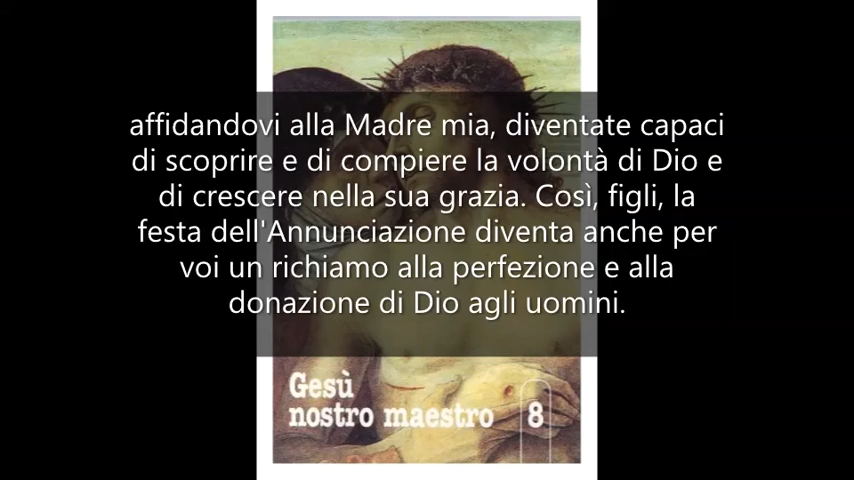 affidandovi alla Madre mia, diventate capaci
di scoprire e di compiere la volontà di Dio e
di crescere nella sua grazia. Così, figli, la
festa dell'Annunciazione diventa anche per
voi un richiamo alla perfezione e alla
donazione di Dio agli uomini.
Gesù
nostro maestro 8